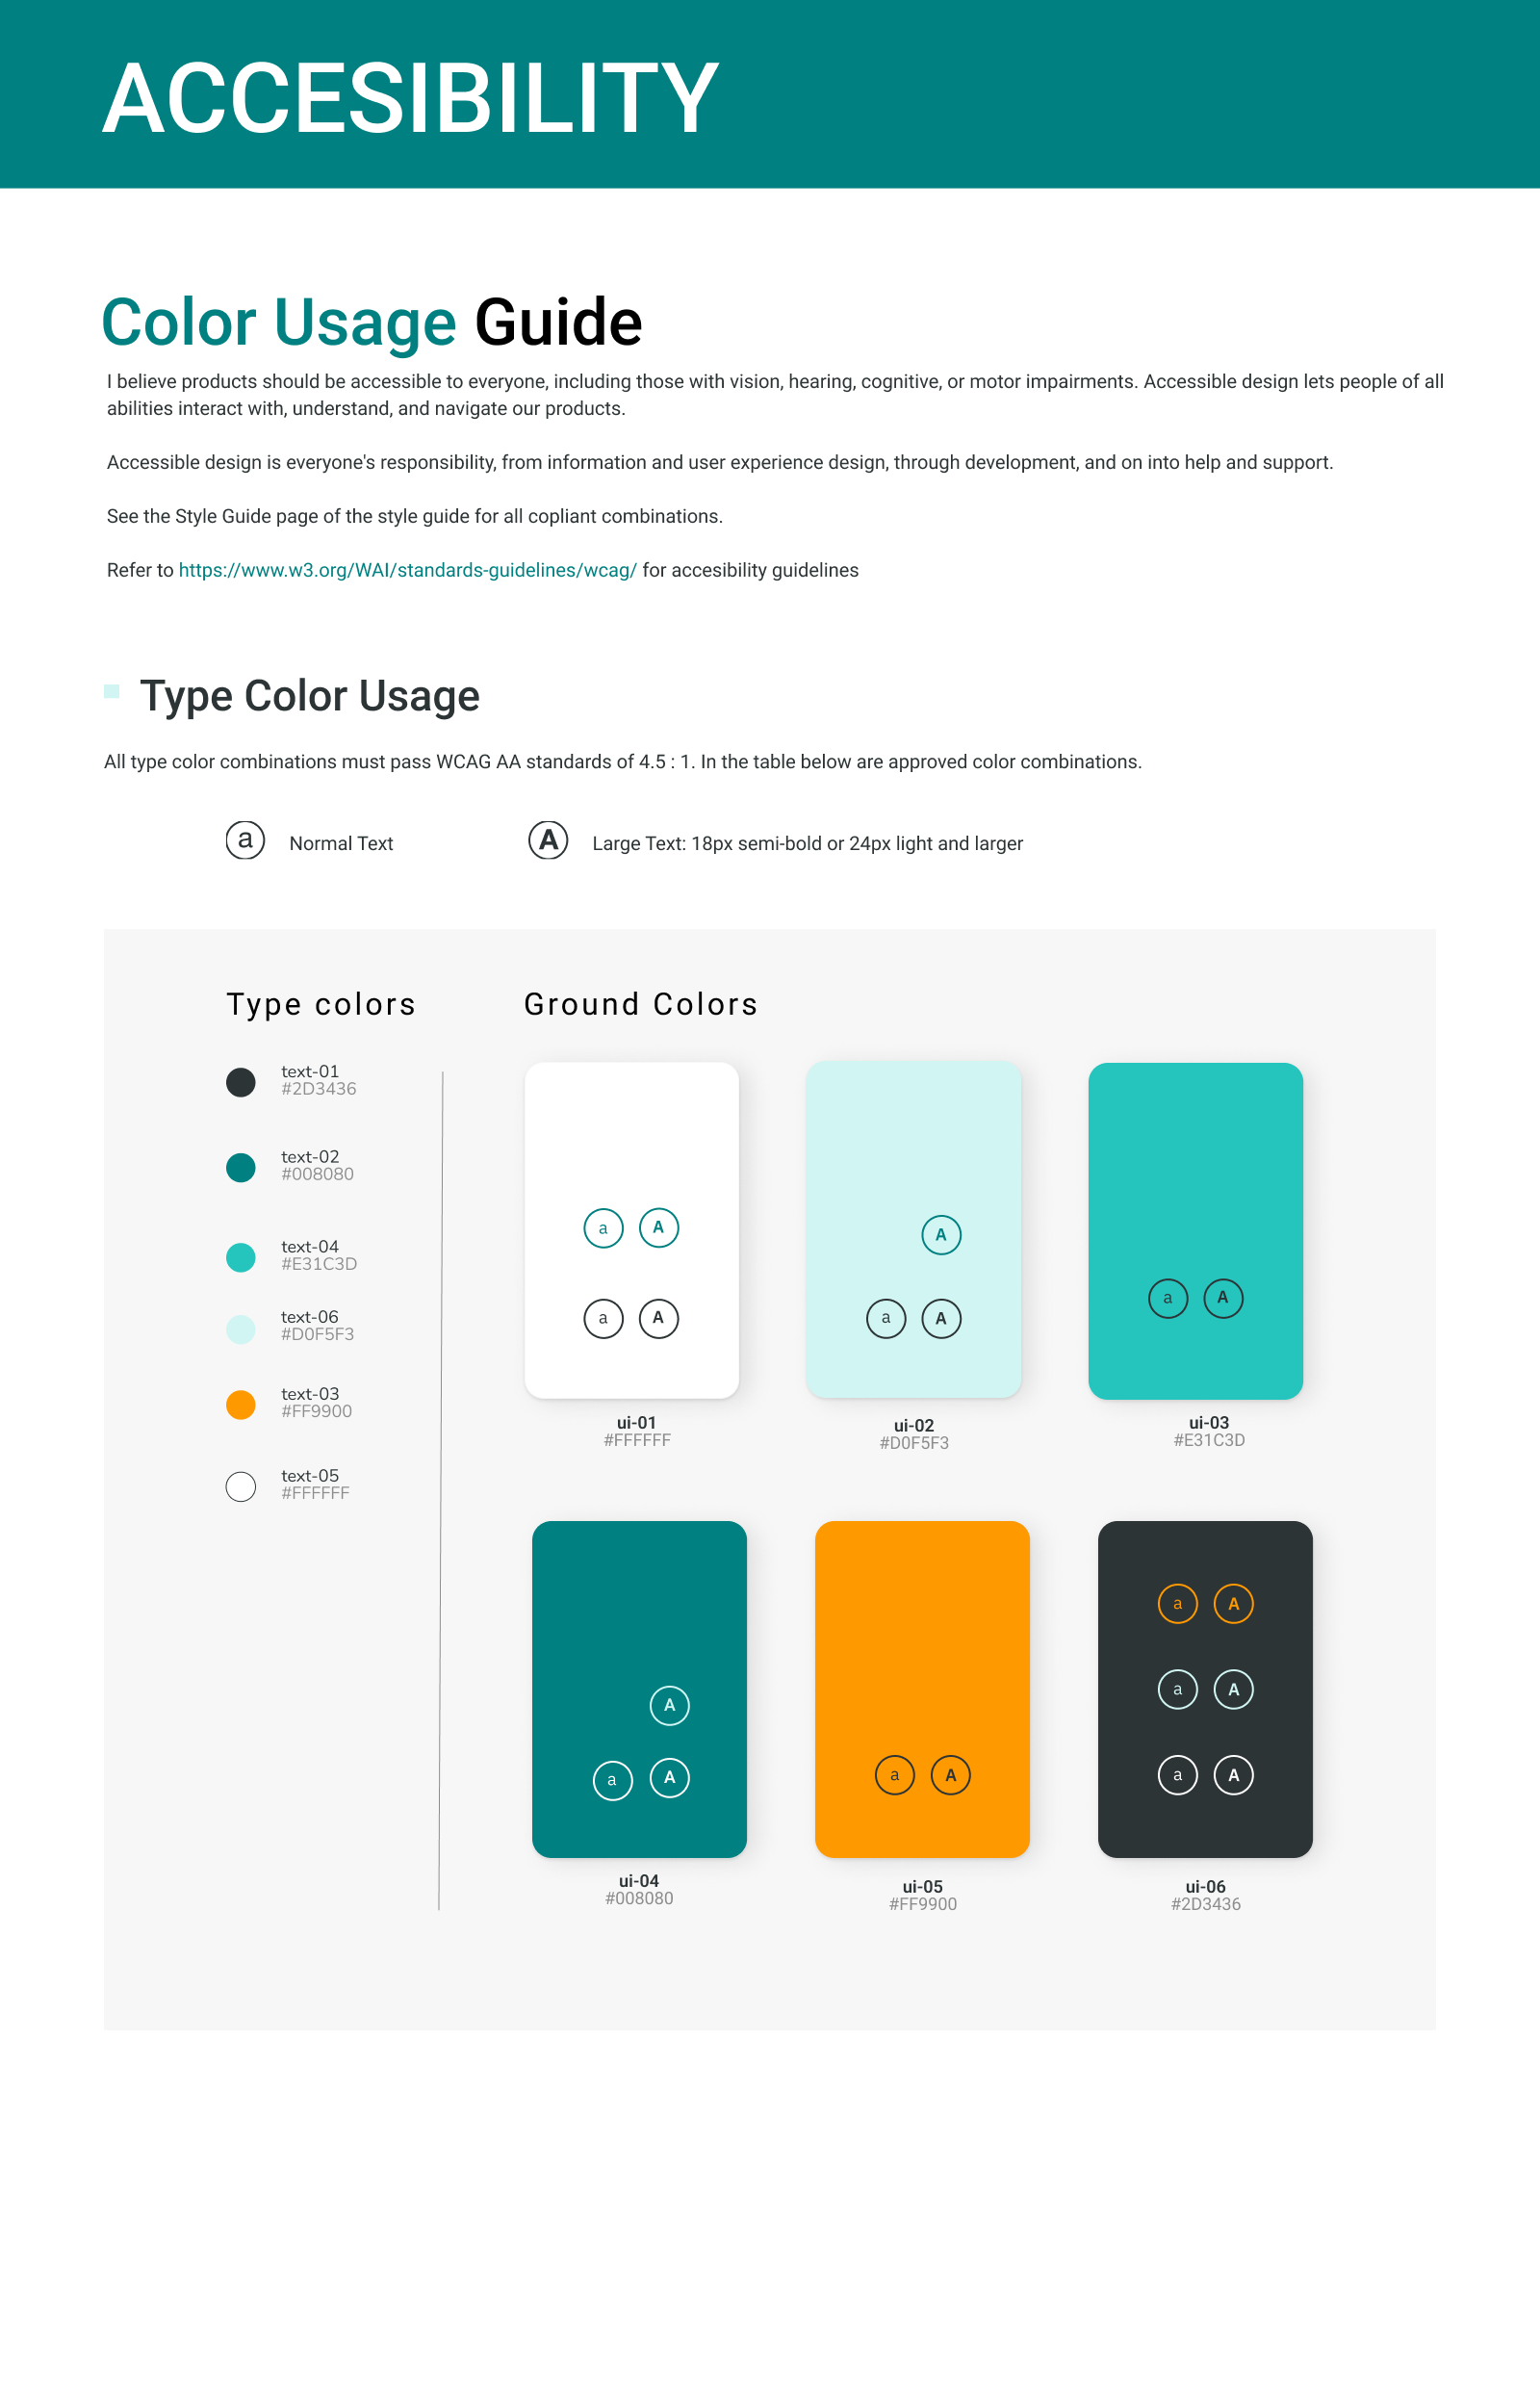 ACCESIBILITY
Color Usage Guide
I believe products should be accessible to everyone, including those with vision, hearing, cognitive, or motor impairments. Accessible design lets people of all
abilities interact with, understand, and navigate our products.
Accessible design is everyone's responsibility, from information and user experience design, through development, and on into help and support.
See the Style Guide page of the style guide for all copliant combinations.
Refer to https://www.w3.org/WAI/standards-guidelines/wcag/ for accesibility guidelines
Type Color Usage
All type color combinations must pass WCAG AA standards of 4.5 : 1. In the table below are approved color combinations.
a Normal Text
A Large Text: 18px semi-bold or 24px light and larger
Type colors
text-01
#2D3436
text-02
#008080
text-04
#E31C3D
text-06
#D0F5F3
text-03
#FF9900
text-05
#FFFFFF
Ground Colors
a A
a A
ui-01
#FFFFFF
A
a A
ui-02
#D0F5F3
a A
ui-03
#E31C3D
A
a A
ui-04
#008080
a A
ui-05
#FF9900
a A
a A
a A
ui-06
#2D3436